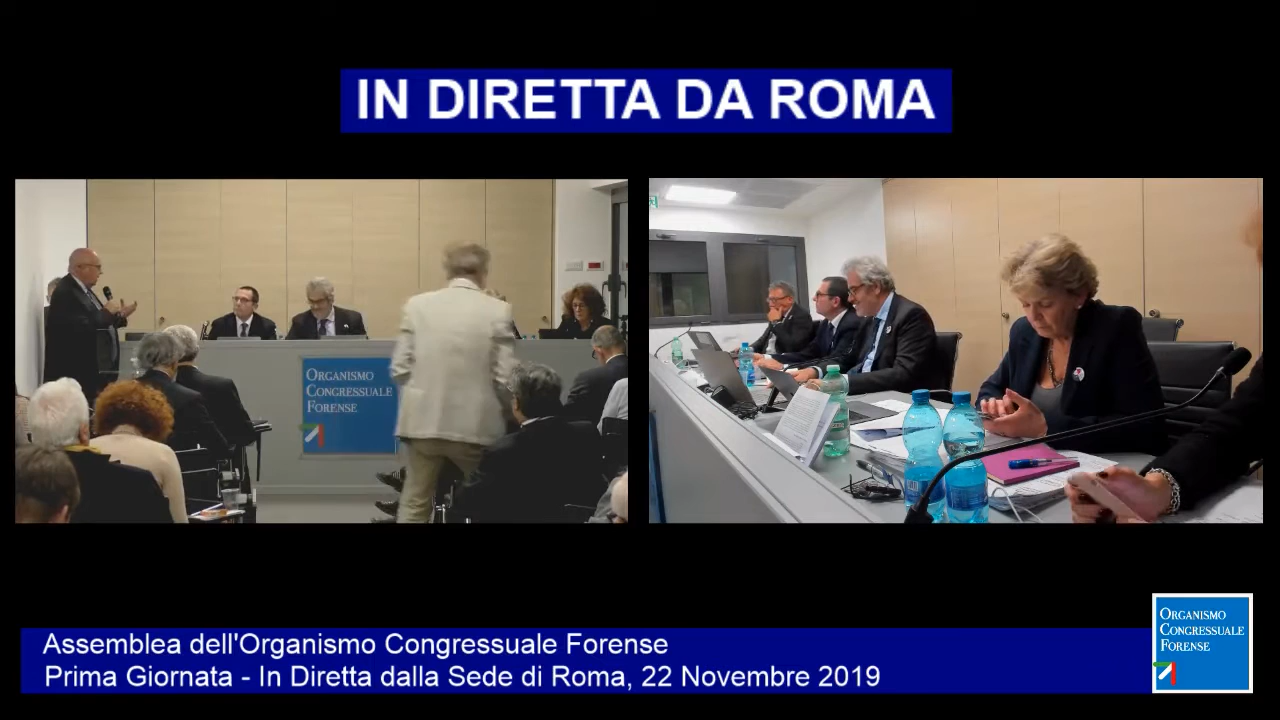 IN DIRETTA DA ROMA
ORGANISMO
CONGRESSUALE
FORENSE
Assemblea dell'Organismo Congressuale Forense
Prima Giornata - In Diretta dalla Sede di Roma, 22 Novembre 2019
ORGANISMO
CONGRESSUALE
FORENSE